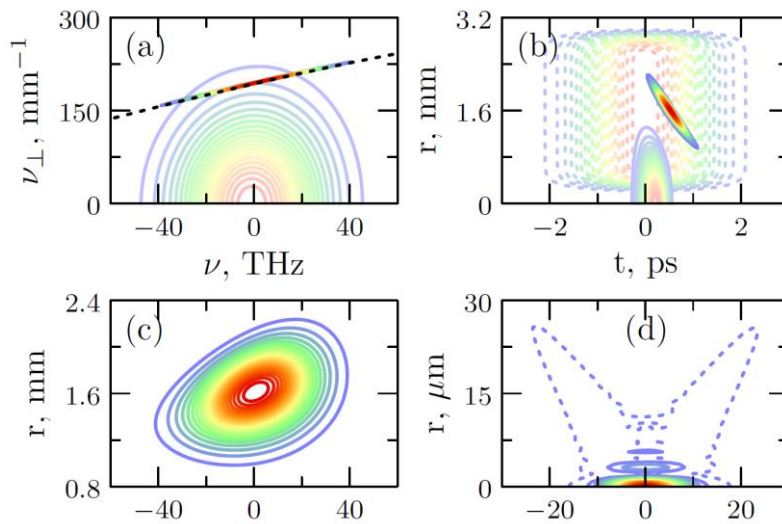 300
(a)
3.2
(b)
ν⊥, mm⁻¹
150
r, mm
1.6
0
0
−40
0
40
−2
0
2
ν, THz
t, ps
2.4
(c)
30
(d)
r, mm
1.6
r, μm
15
0.8
0
−40
0
40
−20
0
20